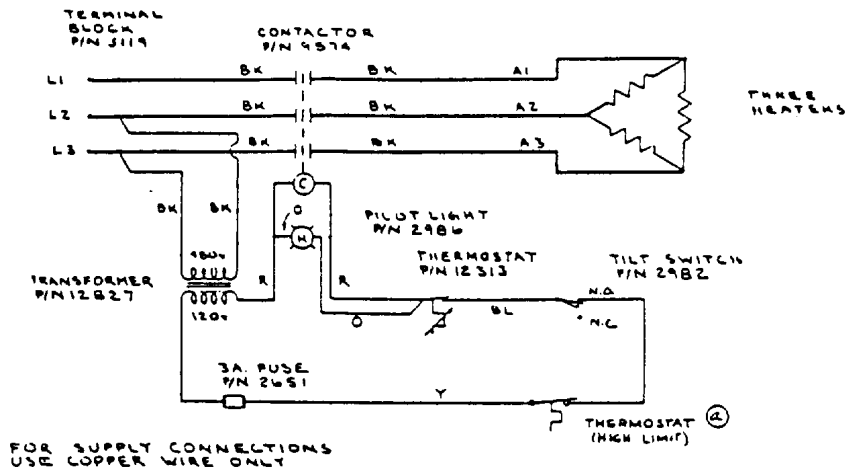 TERMINAL
BLOCK
P/N 3119
CONTACTOR
P/N 9574
L1
BK
BK
A1
L2
BK
BK
A2
THREE
HEATERS
L3
BK
BK
A3
C
BK
BK
O
H
PILOT LIGHT
P/N 2986
480V
THERMOSTAT
P/N 12313
TILT SWITCH
P/N 2982
TRANSFORMER
P/N 12827
R
R
N.O
120V
O
BL
N.C
3A. FUSE
P/N 2651
Y
THERMOSTAT a
(HIGH LIMIT)
FOR SUPPLY CONNECTIONS
USE COPPER WIRE ONLY